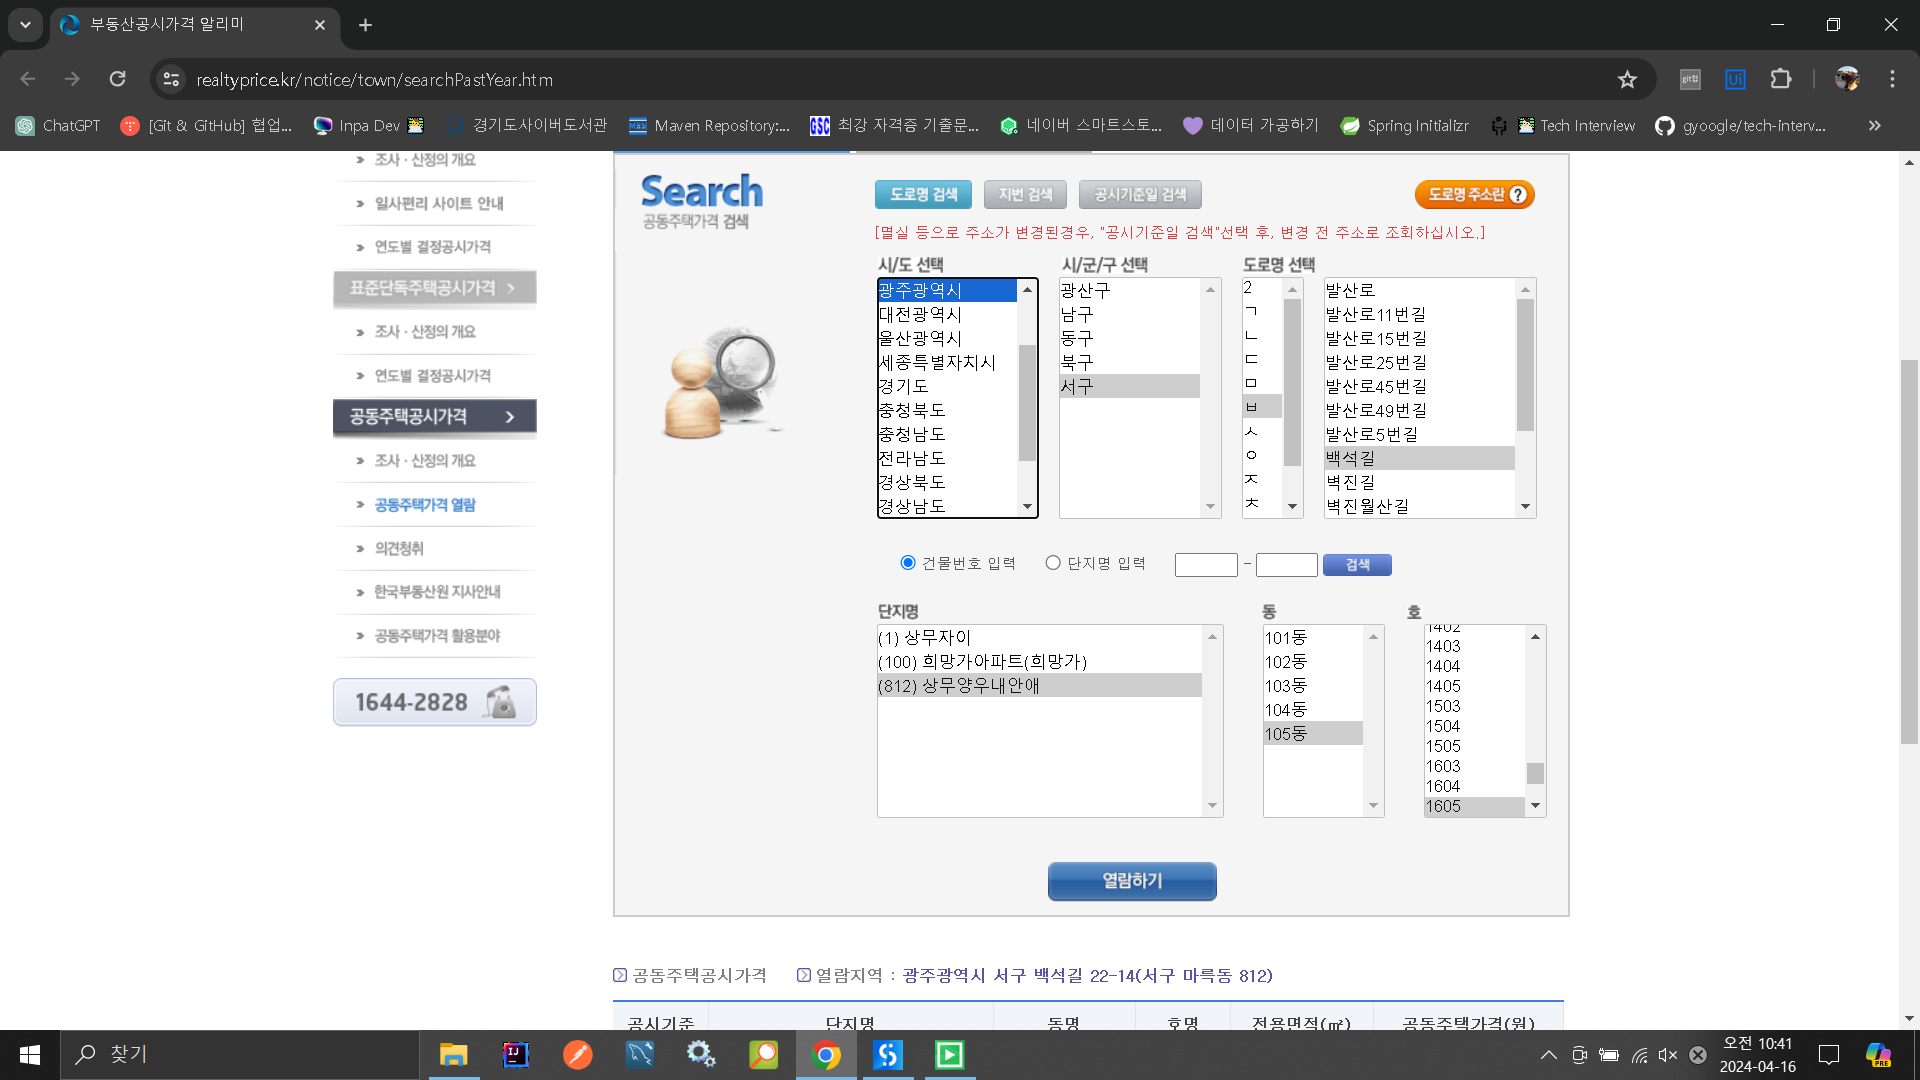 부동산공시가격 알리미
realtyprice.kr/notice/town/searchPastYear.htm
ChatGPT
[Git & GitHub] 협업...
Inpa Dev
경기도사이버도서관
Maven Repository:...
GSC 최강 자격증 기출문...
네이버 스마트스토...
데이터 가공하기
Spring Initializr
Tech Interview
gyoogle/tech-interv...
조사 · 산정의 개요
일사편리 사이트 안내
연도별 결정공시가격
표준단독주택공시가격
조사 · 산정의 개요
연도별 결정공시가격
공동주택공시가격
조사 · 산정의 개요
공동주택가격 열람
의견청취
한국부동산원 지사안내
공동주택가격 활용분야
1644-2828
Search
공동주택가격 검색
도로명 검색
지번 검색
공시기준일 검색
도로명 주소란 ?
[멸실 등으로 주소가 변경된경우, "공시기준일 검색"선택 후, 변경 전 주소로 조회하십시오.]
시/도 선택
광주광역시
대전광역시
울산광역시
세종특별자치시
경기도
충청북도
충청남도
전라남도
경상북도
경상남도
시/군/구 선택
광산구
남구
동구
북구
서구
도로명 선택
2
ㄱ
ㄴ
ㄷ
ㅁ
ㅂ
ㅅ
ㅇ
ㅈ
ㅊ
발산로
발산로11번길
발산로15번길
발산로25번길
발산로45번길
발산로49번길
발산로5번길
백석길
벽진길
벽진월산길
건물번호 입력
단지명 입력
-
검색
단지명
(1) 상무자이
(100) 희망가아파트(희망가)
(812) 상무양우내안애
동
101동
102동
103동
104동
105동
호
1402
1403
1404
1405
1503
1504
1505
1603
1604
1605
열람하기
공동주택공시가격
열람지역 : 광주광역시 서구 백석길 22-14(서구 마륵동 812)
공시기준 단지명 동명 호명 전용면적(㎡) 공동주택가격(원)
찾기
오전 10:41
2024-04-16